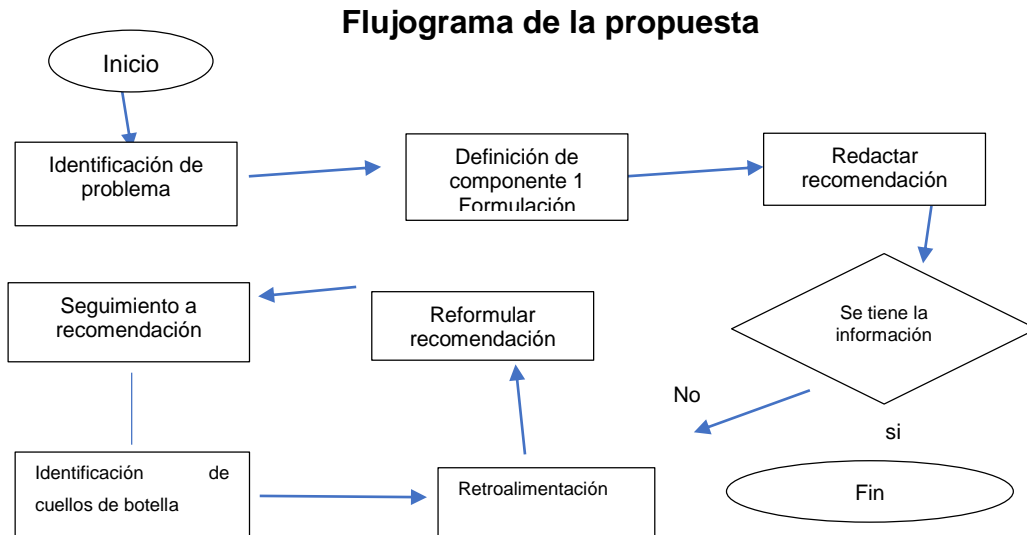 Flujograma de la propuesta
Inicio
Identificación de
problema
Definición de
componente 1
Formulación
Redactar
recomendación
Seguimiento a
recomendación
Reformular
recomendación
Se tiene la
información
No
si
Identificación de
cuellos de botella
Retroalimentación
Fin